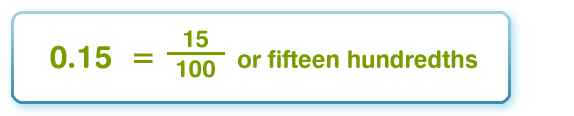 0.15 = 15/100 or fifteen hundredths